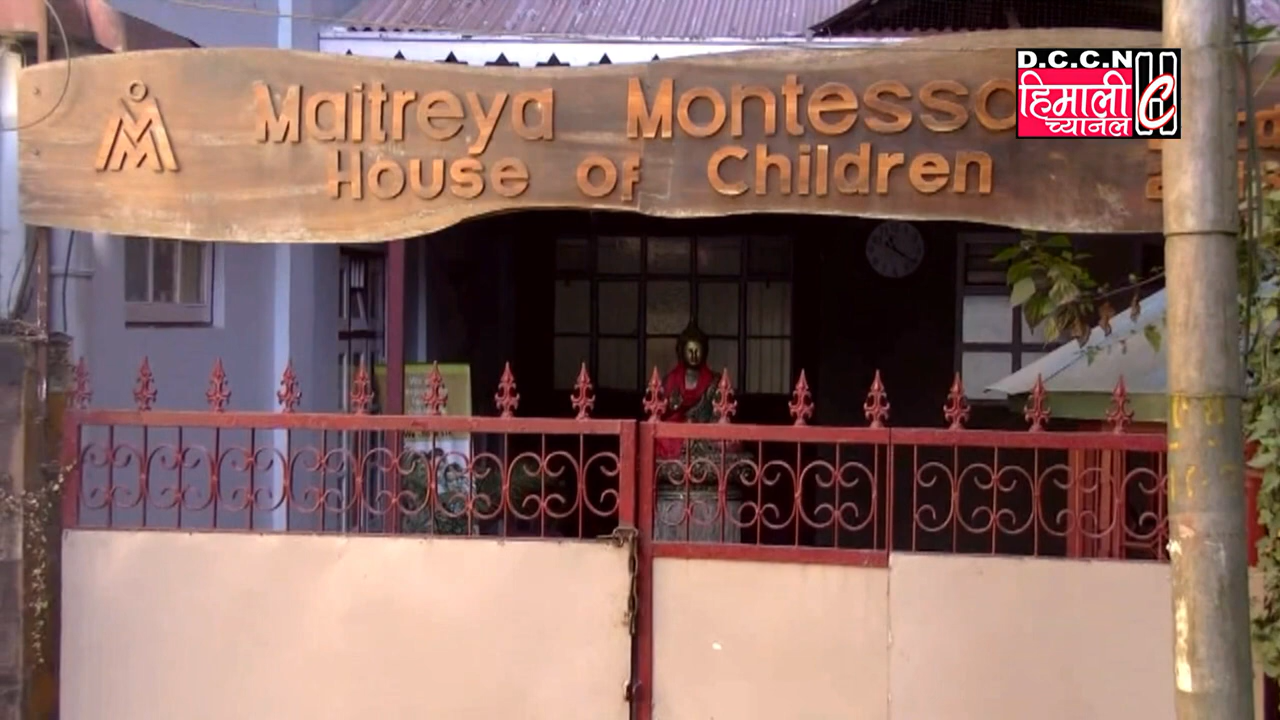 D.C.C.N
हिमाली
च्यानल
Maitreya Montesso
House of Children